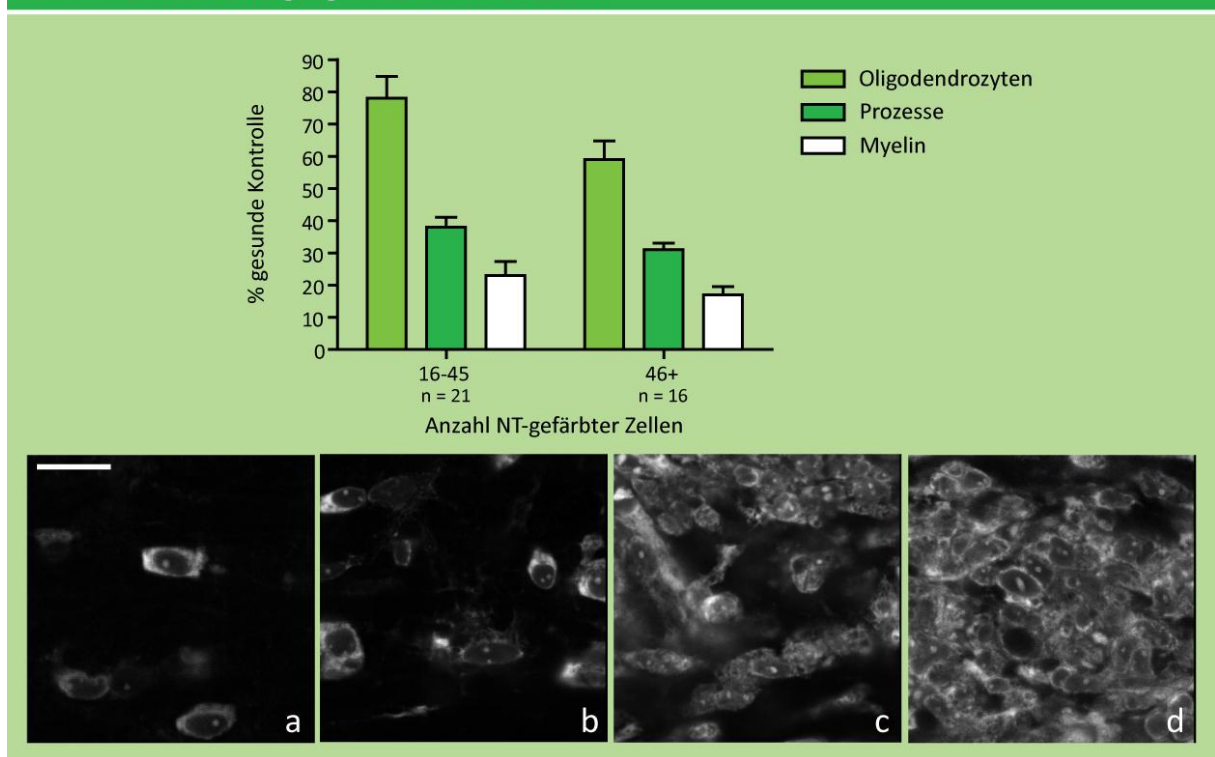 90
80
70
60
50
40
30
20
10
0
% gesunde Kontrolle
Oligodendrozyten
Prozesse
Myelin
16-45
n = 21
46+
n = 16
Anzahl NT-gefärbter Zellen
a
b
c
d